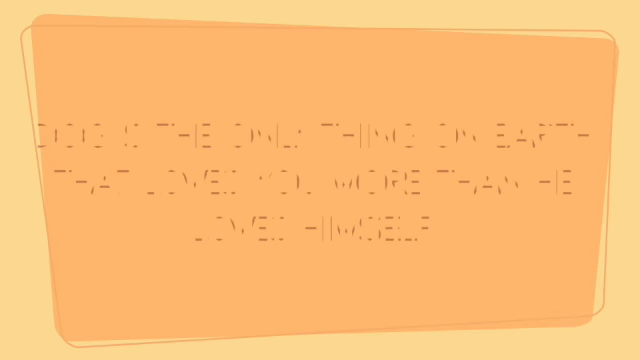 DOG IS THE ONLY THING ON EARTH
THAT LOVES YOU MORE THAN HE
LOVES HIMSELF